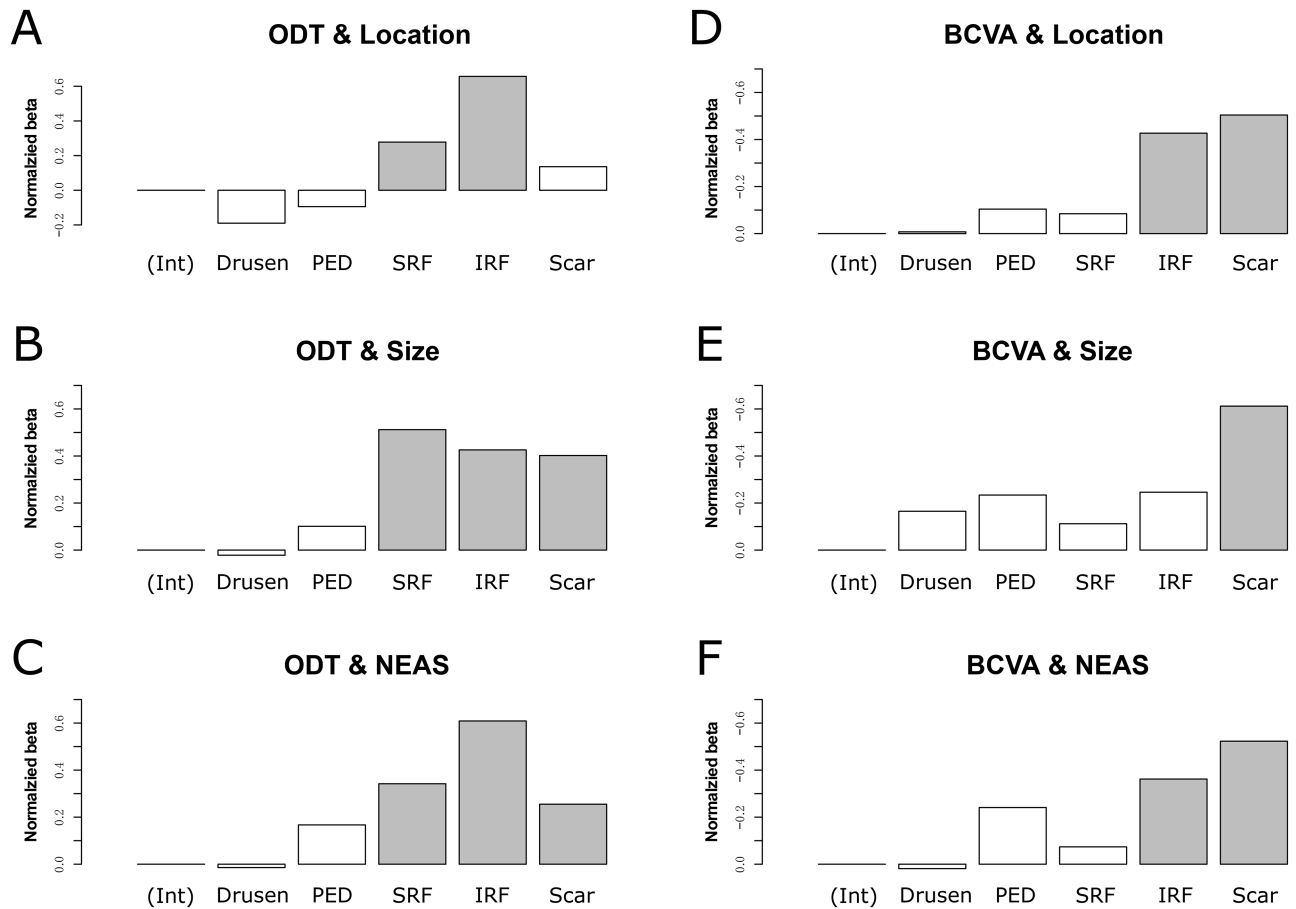 A
ODT & Location
Normalzied beta
0.6
0.4
0.2
0.0
−0.2
(Int) Drusen PED SRF IRF Scar
B
ODT & Size
Normalzied beta
0.6
0.4
0.2
0.0
(Int) Drusen PED SRF IRF Scar
C
ODT & NEAS
Normalzied beta
0.6
0.4
0.2
0.0
(Int) Drusen PED SRF IRF Scar
D
BCVA & Location
Normalzied beta
−0.6
−0.4
−0.2
0.0
(Int) Drusen PED SRF IRF Scar
E
BCVA & Size
Normalzied beta
−0.6
−0.4
−0.2
0.0
(Int) Drusen PED SRF IRF Scar
F
BCVA & NEAS
Normalzied beta
−0.6
−0.4
−0.2
0.0
(Int) Drusen PED SRF IRF Scar